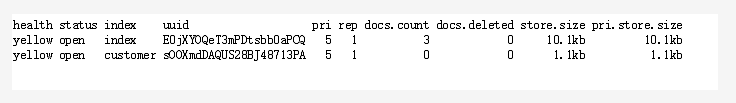 health status index uuid pri rep docs.count docs.deleted store.size pri.store.size
yellow open index E0jXYOQeT3mPDtsbb0aPCQ 5 1 3 0 10.1kb 10.1kb
yellow open customer sOOXmdDAQUS28BJ48713PA 5 1 0 0 1.1kb 1.1kb